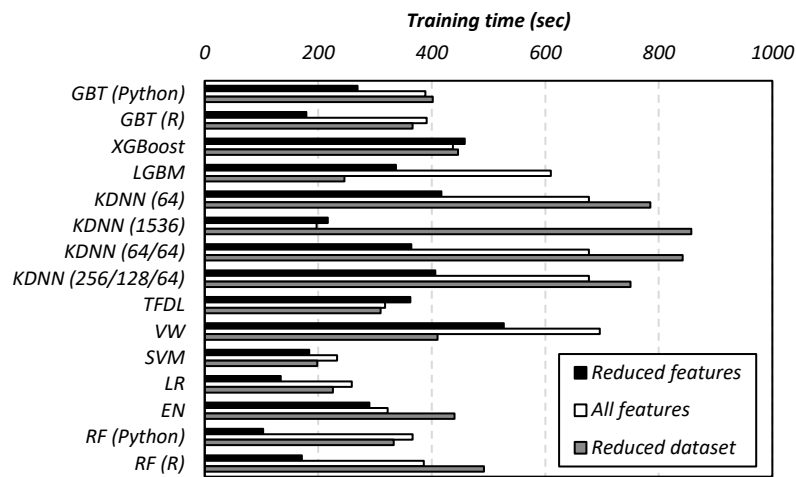 Training time (sec)
0 200 400 600 800 1000
GBT (Python)
GBT (R)
XGBoost
LGBM
KDNN (64)
KDNN (1536)
KDNN (64/64)
KDNN (256/128/64)
TFDL
VW
SVM
LR
EN
RF (Python)
RF (R)
Reduced features
All features
Reduced dataset